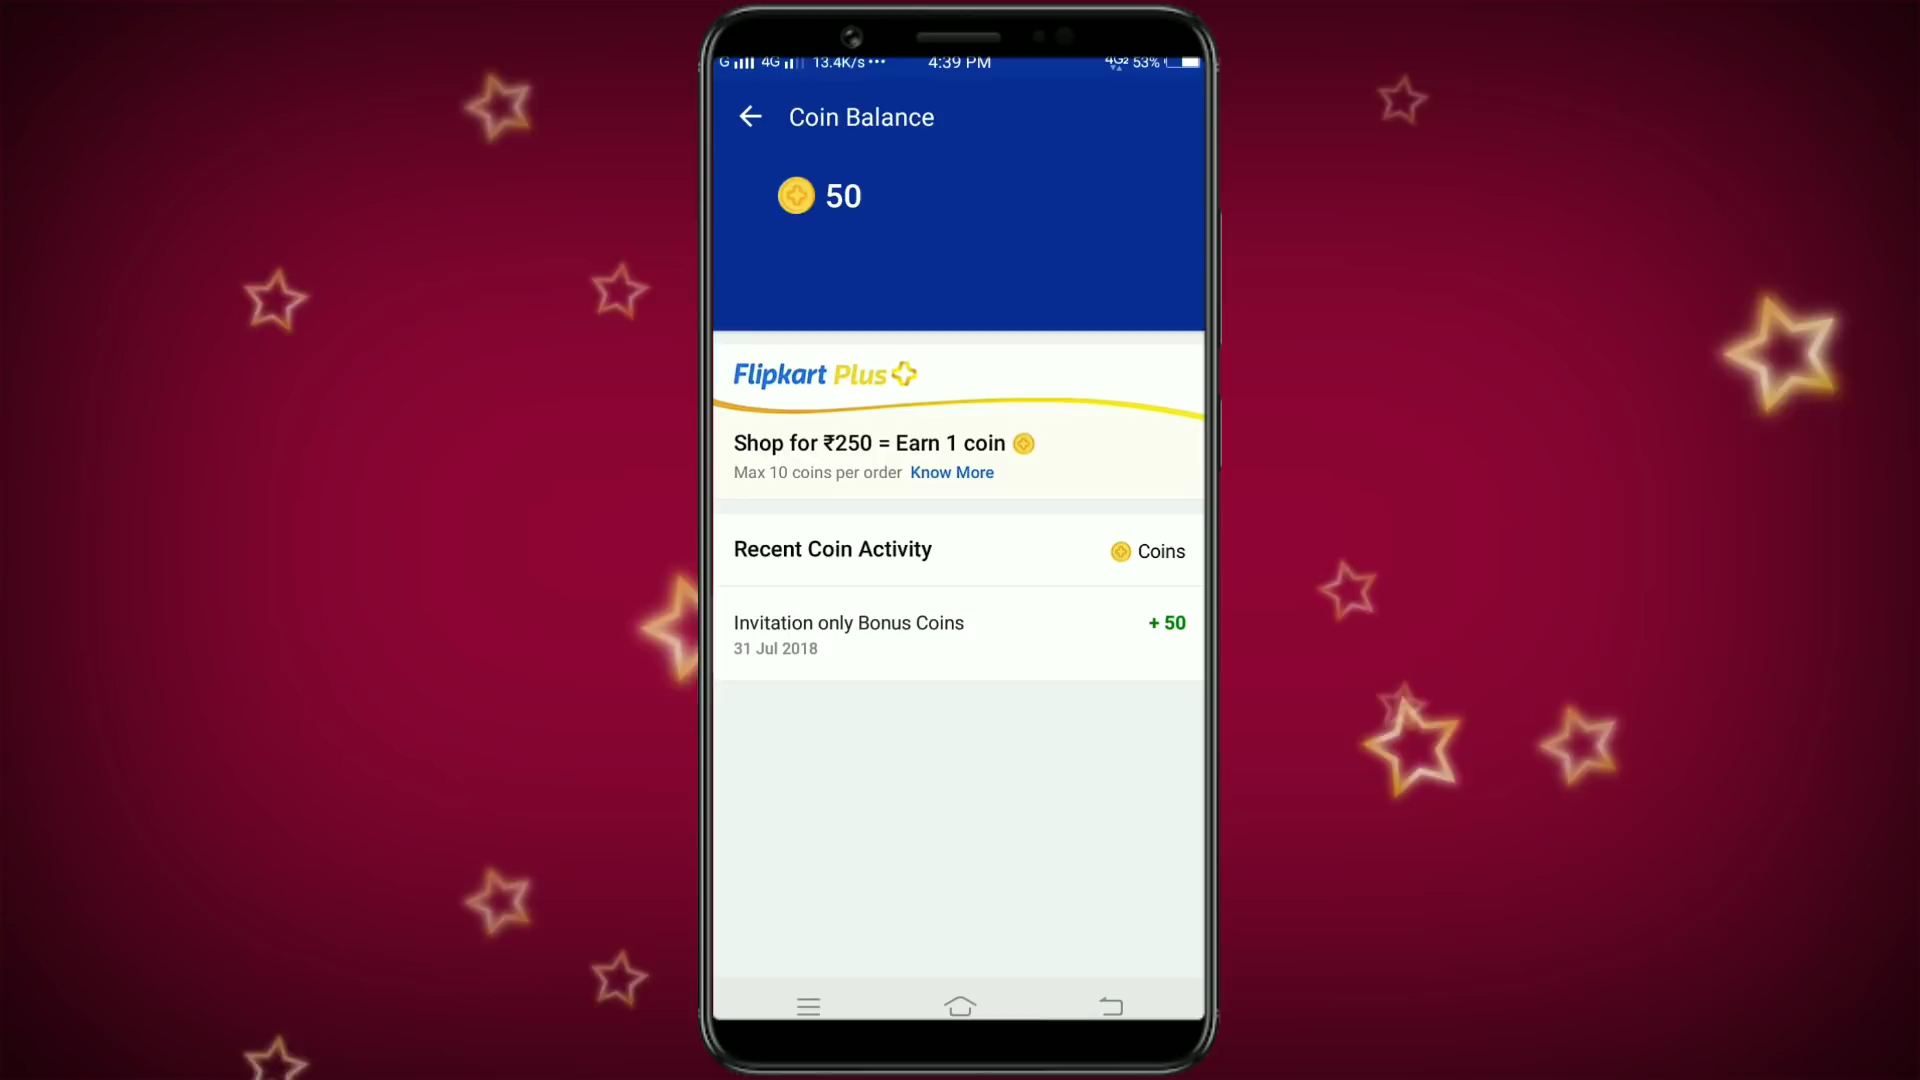 G 4G 13.4K/s ••• 4:39 PM 4G2 53%
Coin Balance
50
Flipkart Plus
Shop for ₹250 = Earn 1 coin
Max 10 coins per order Know More
Recent Coin Activity Coins
Invitation only Bonus Coins + 50
31 Jul 2018